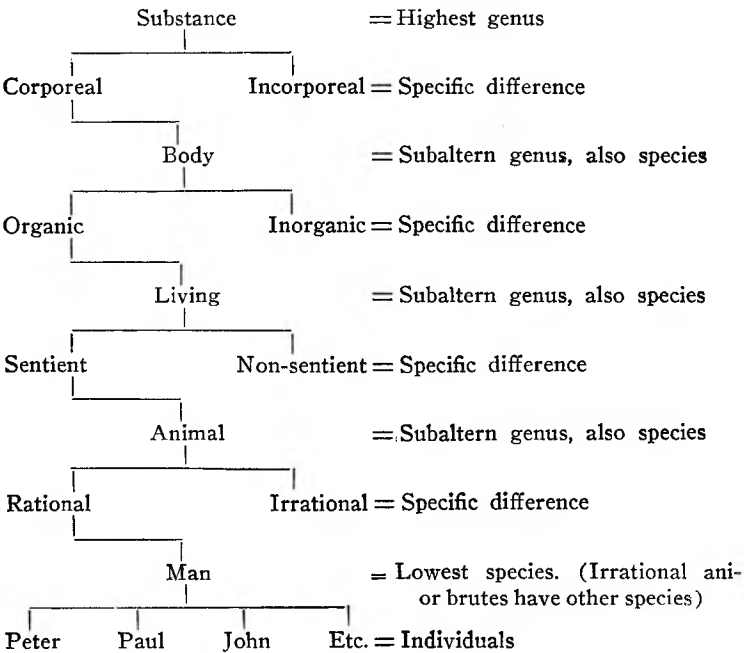 Substance = Highest genus
Corporeal Incorporeal = Specific difference
Body = Subaltern genus, also species
Organic Inorganic = Specific difference
Living = Subaltern genus, also species
Sentient Non-sentient = Specific difference
Animal = Subaltern genus, also species
Rational Irrational = Specific difference
Man = Lowest species. (Irrational ani-
or brutes have other species)
Peter Paul John Etc. = Individuals